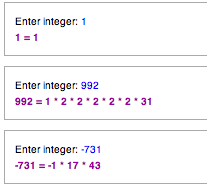 Enter integer: 1
1 = 1
Enter integer: 992
992 = 1 * 2 * 2 * 2 * 2 * 2 * 31
Enter integer: -731
-731 = -1 * 17 * 43